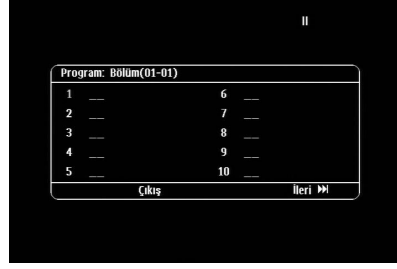 Program: Bölüm(01-01)
1 __ 6 __
2 __ 7 __
3 __ 8 __
4 __ 9 __
5 __ 10 __
Çıkış İleri ⏭